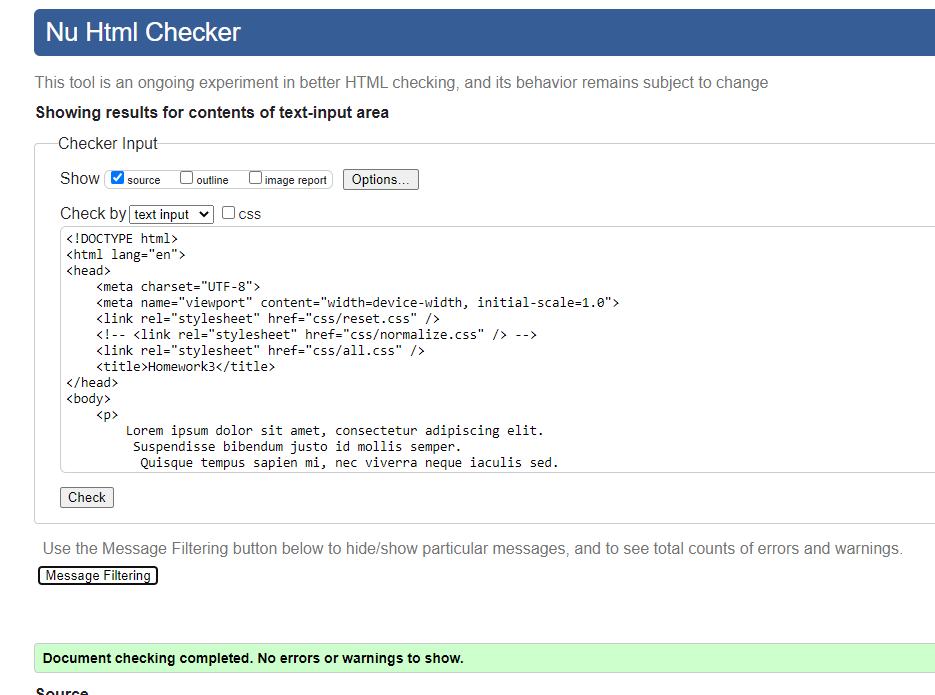 Nu Html Checker
This tool is an ongoing experiment in better HTML checking, and its behavior remains subject to change
Showing results for contents of text-input area
Checker Input
Show source outline image report Options...
Check by text input css
<!DOCTYPE html>
<html lang="en">
<head>
    <meta charset="UTF-8">
    <meta name="viewport" content="width=device-width, initial-scale=1.0">
    <link rel="stylesheet" href="css/reset.css" />
    <!-- <link rel="stylesheet" href="css/normalize.css" /> -->
    <link rel="stylesheet" href="css/all.css" />
    <title>Homework3</title>
</head>
<body>
    <p>
        Lorem ipsum dolor sit amet, consectetur adipiscing elit.
         Suspendisse bibendum justo id mollis semper.
          Quisque tempus sapien mi, nec viverra neque iaculis sed.
Check
Use the Message Filtering button below to hide/show particular messages, and to see total counts of errors and warnings.
Message Filtering
Document checking completed. No errors or warnings to show.
Source